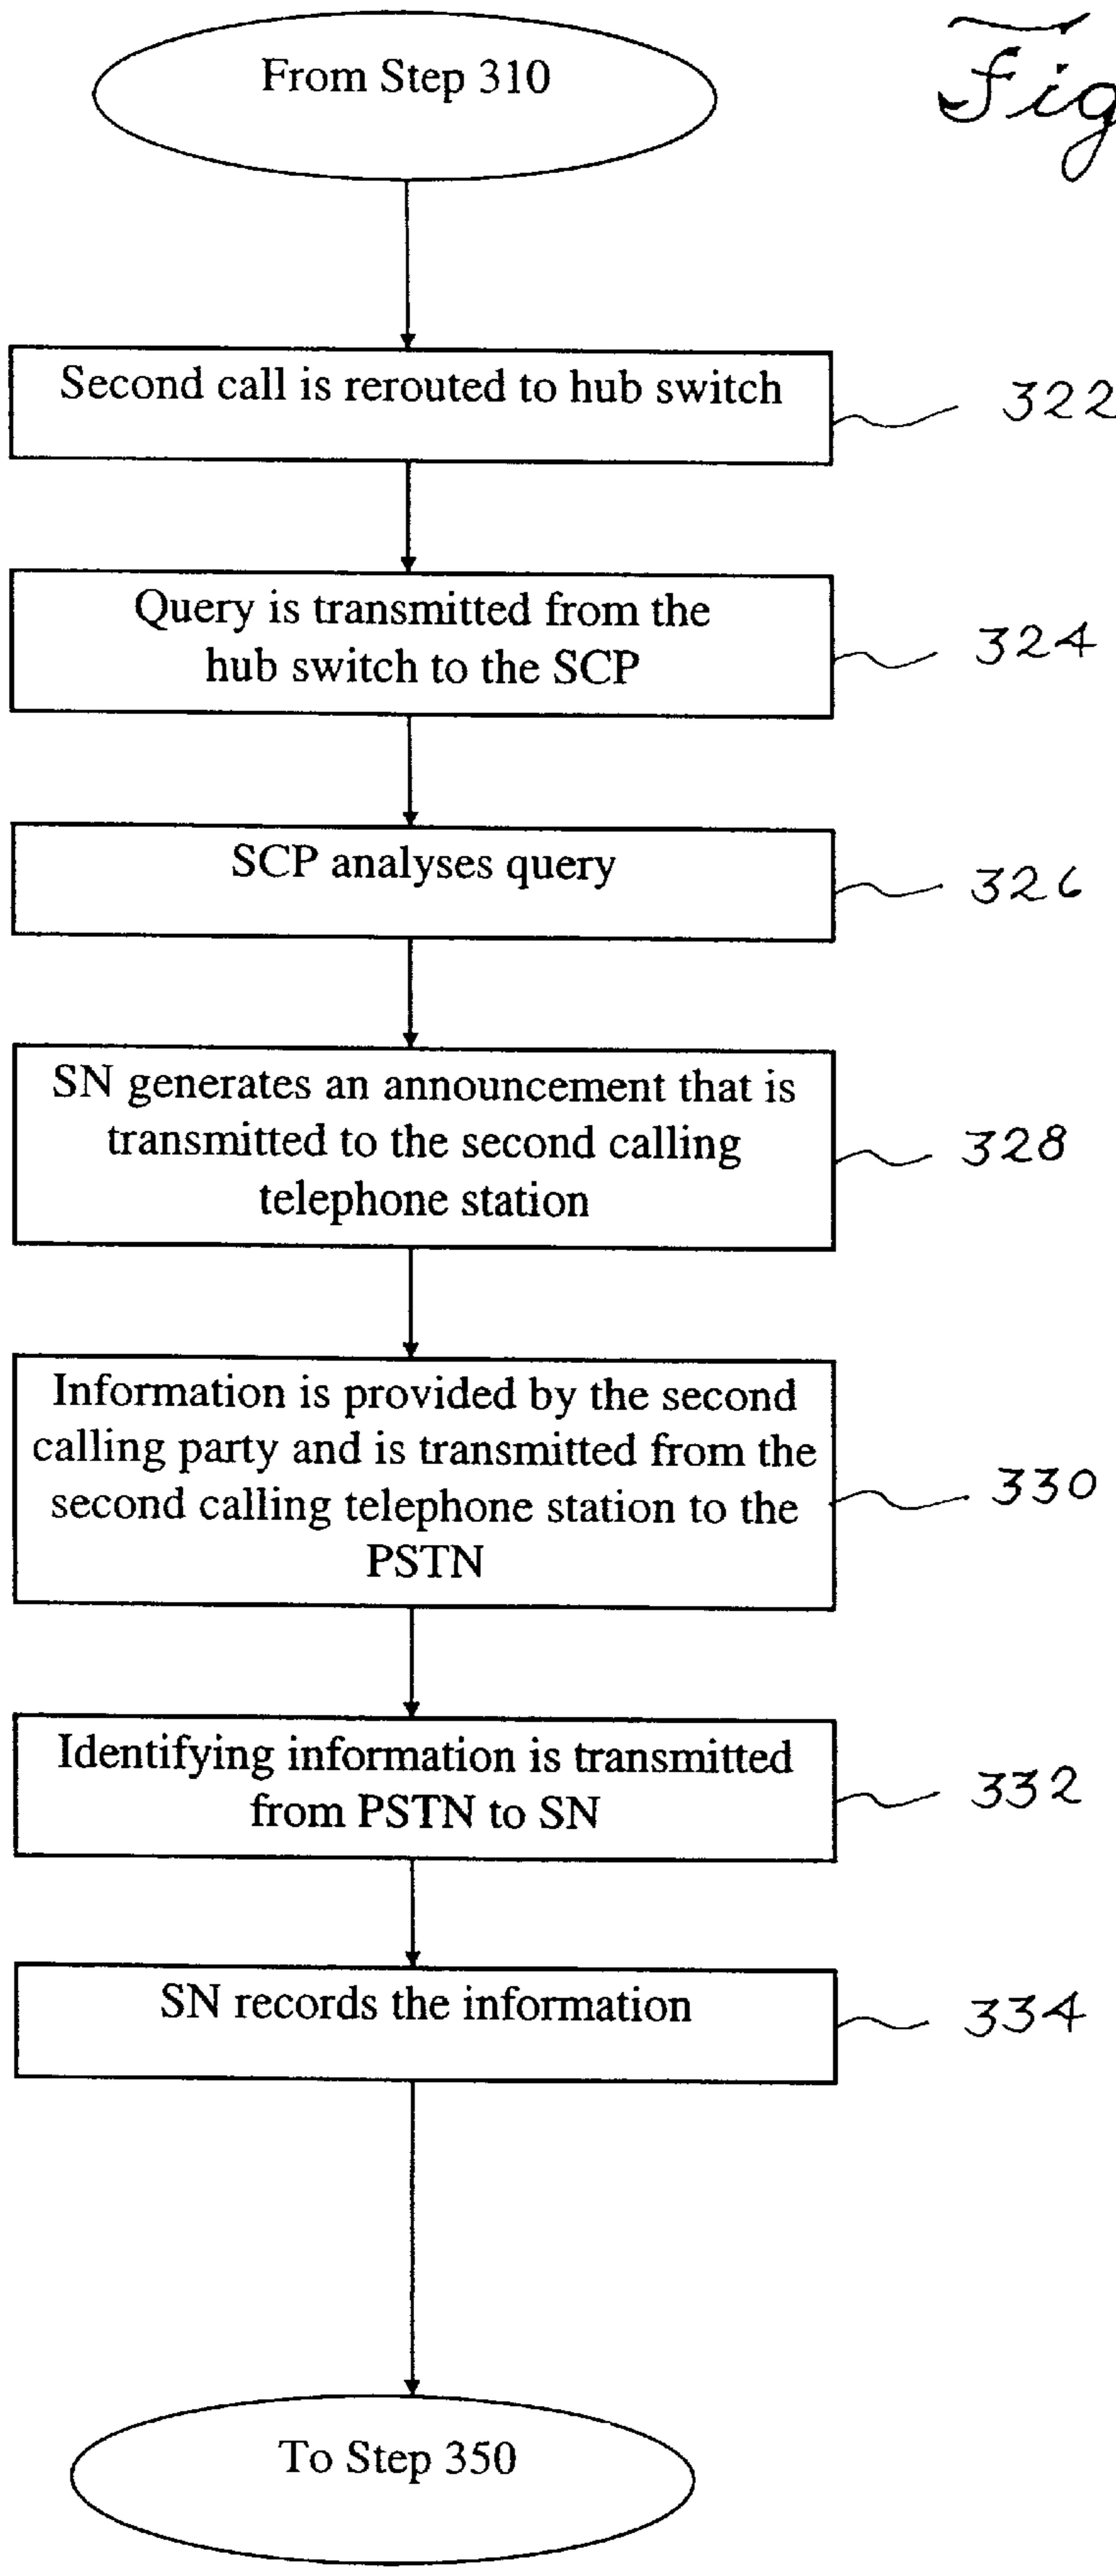 Fig
From Step 310
Second call is rerouted to hub switch
322
Query is transmitted from the
hub switch to the SCP
324
SCP analyses query
326
SN generates an announcement that is
transmitted to the second calling
telephone station
328
Information is provided by the second
calling party and is transmitted from the
second calling telephone station to the
PSTN
330
Identifying information is transmitted
from PSTN to SN
332
SN records the information
334
To Step 350